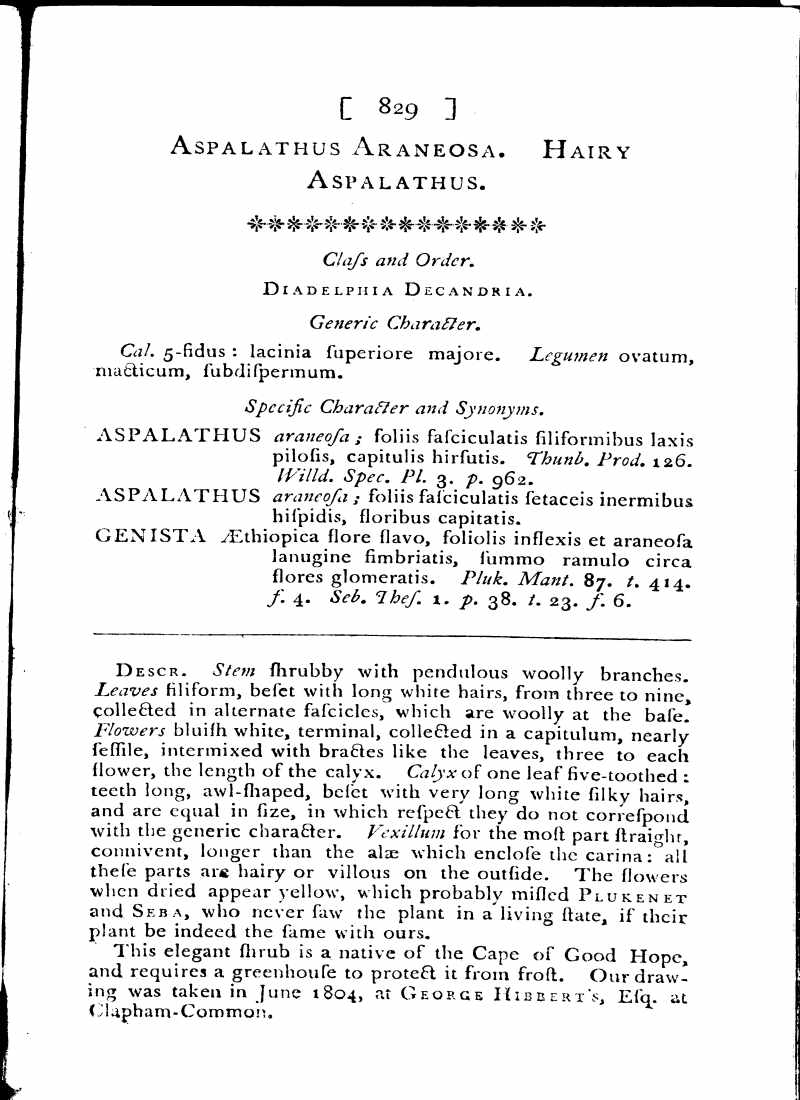 [ 829 ]
Aspalathus Araneosa. Hairy
Aspalathus.
Claſs and Order.
Diadelphia Decandria.
Generic Character.
Cal. 5-fidus : lacinia ſuperiore majore. Legumen ovatum,
mucticum, ſubdiſpermum.
Specific Character and Synonyms.
ASPALATHUS araneoſa ; foliis faſciculatis filiformibus laxis
piloſis, capitulis hirſutis. Thunb. Prod. 126.
Willd. Spec. Pl. 3. p. 962.
ASPALATHUS araneoſa ; foliis faſciculatis ſetaceis inermibus
hiſpidis, floribus capitatis.
GENISTA Æthiopica flore flavo, foliolis inflexis et araneoſa
lanugine fimbriatis, ſummo ramulo circa
flores glomeratis. Pluk. Mant. 87. t. 414.
f. 4. Seb. Theſ. 1. p. 38. t. 23. f. 6.
Descr. Stem ſhrubby with pendulous woolly branches.
Leaves filiform, beſet with long white hairs, from three to nine,
collected in alternate faſcicles, which are woolly at the baſe.
Flowers bluiſh white, terminal, collected in a capitulum, nearly
ſeſſile, intermixed with bractes like the leaves, three to each
flower, the length of the calyx. Calyx of one leaf five-toothed :
teeth long, awl-ſhaped, beſet with very long white ſilky hairs,
and are equal in ſize, in which reſpect they do not correſpond
with the generic character. Vexillum for the moſt part ſtraight,
connivent, longer than the alæ which encloſe the carina : all
theſe parts are hairy or villous on the outſide. The flowers
when dried appear yellow, which probably miſled Plukenet
and Seba, who never ſaw the plant in a living ſtate, if their
plant be indeed the ſame with ours.
This elegant ſhrub is a native of the Cape of Good Hope,
and requires a greenhouſe to protect it from froſt. Our draw-
ing was taken in June 1804, at George Hibbert's, Eſq. at
Clapham-Common.